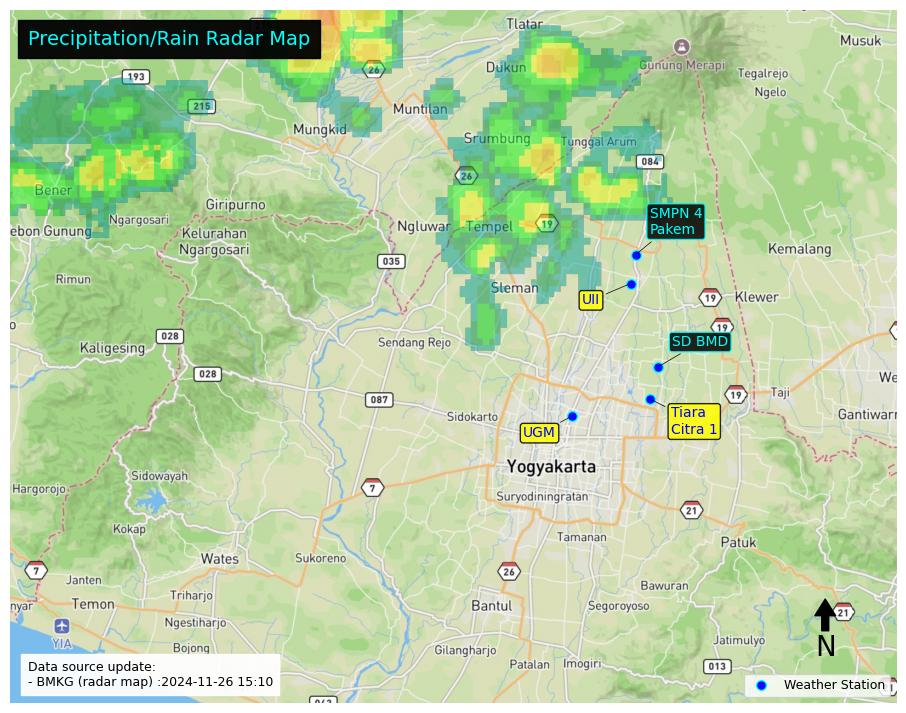 Precipitation/Rain Radar Map
Tlatar
Musuk
Dukun
Gunung Merapi
26
Tegalrejo
193
Ngelo
215
Muntilan
Mungkid
Srumbung
Tunggal Arum
084
26
Bener
Giripurno
SMPN 4
Pakem
Ngargosari
19
Ngluwar
Tempel
ebon Gunung
Kelurahan
Ngargosari
Kemalang
035
Rimun
Sleman
UII
19
Klewer
19
028
Sendang Rejo
SD BMD
Kaligesing
028
We
Taji
19
087
Tiara
Citra 1
Sidokarto
Gantiwarn
UGM
Yogyakarta
Sidowayah
Hargorojo
7
Suryodiningratan
21
Kokap
Tamanan
Patuk
Wates
Sukoreno
7
26
Janten
Bawuran
Triharjo
nyar
Temon
Bantul
Segoroyoso
21
Ngestiharjo
YIA
Jatimulyo
N
Bojong
Gilangharjo
Patalan
Imogiri
013
Data source update:
- BMKG (radar map) :2024-11-26 15:10
Weather Station